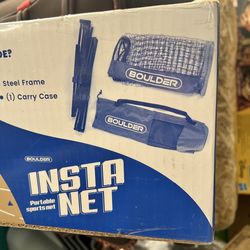 DE?
Steel Frame
• (1) Carry Case
BOULDER
BOULDER
BOULDER
INSTA
Portable
sports net
NET